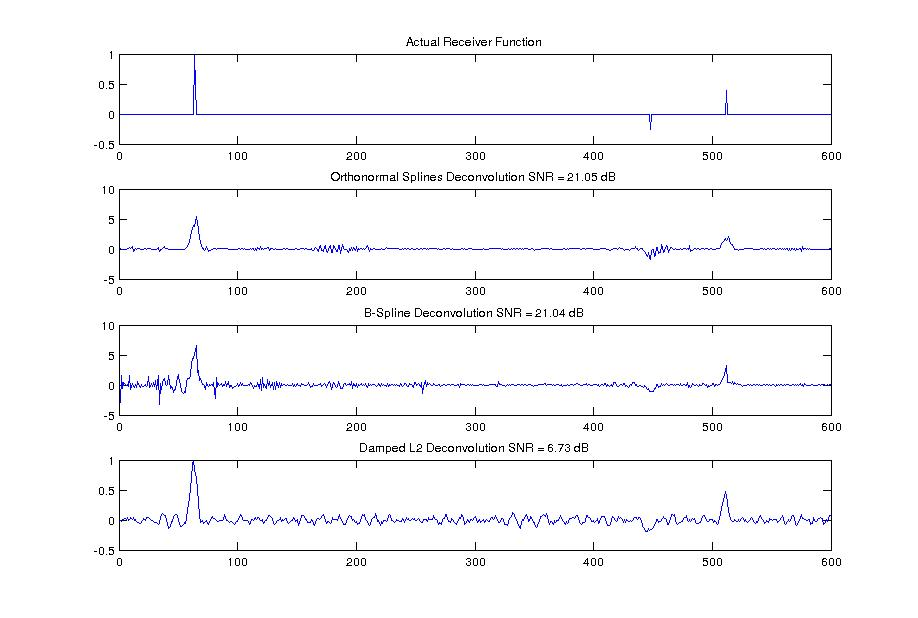 Actual Receiver Function
1
0.5
0
-0.5
0 100 200 300 400 500 600
Orthonormal Splines Deconvolution SNR = 21.05 dB
10
5
0
-5
0 100 200 300 400 500 600
B-Spline Deconvolution SNR = 21.04 dB
10
5
0
-5
0 100 200 300 400 500 600
Damped L2 Deconvolution SNR = 6.73 dB
1
0.5
0
-0.5
0 100 200 300 400 500 600